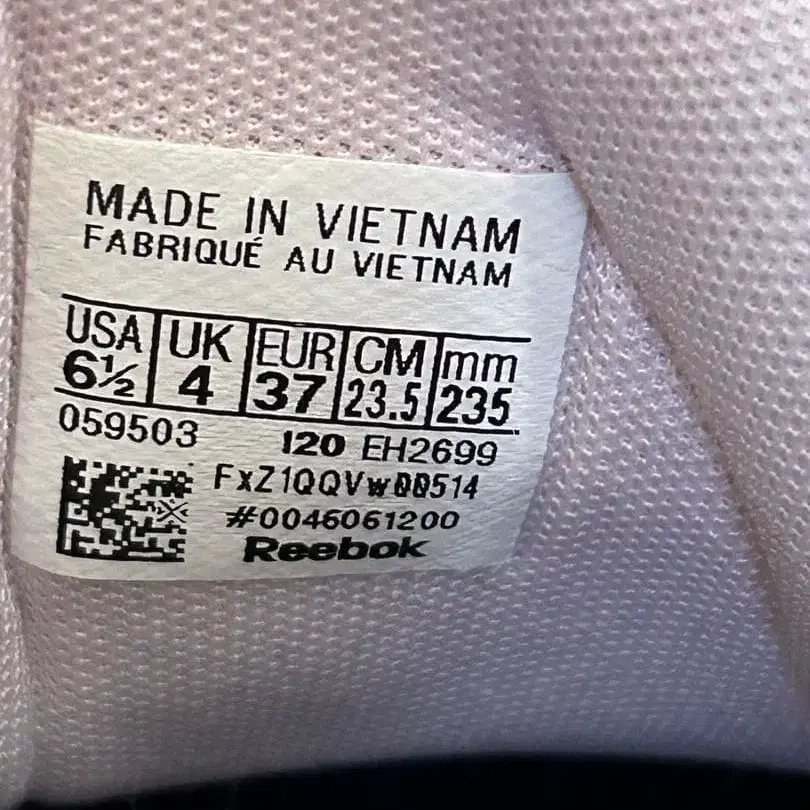 MADE IN VIETNAM
FABRIQUÉ AU VIETNAM
USA UK EUR CM mm
6½ 4 37 23.5 235
059503 120 EH2699
FxZ1QQVw00514
#0046061200
Reebok